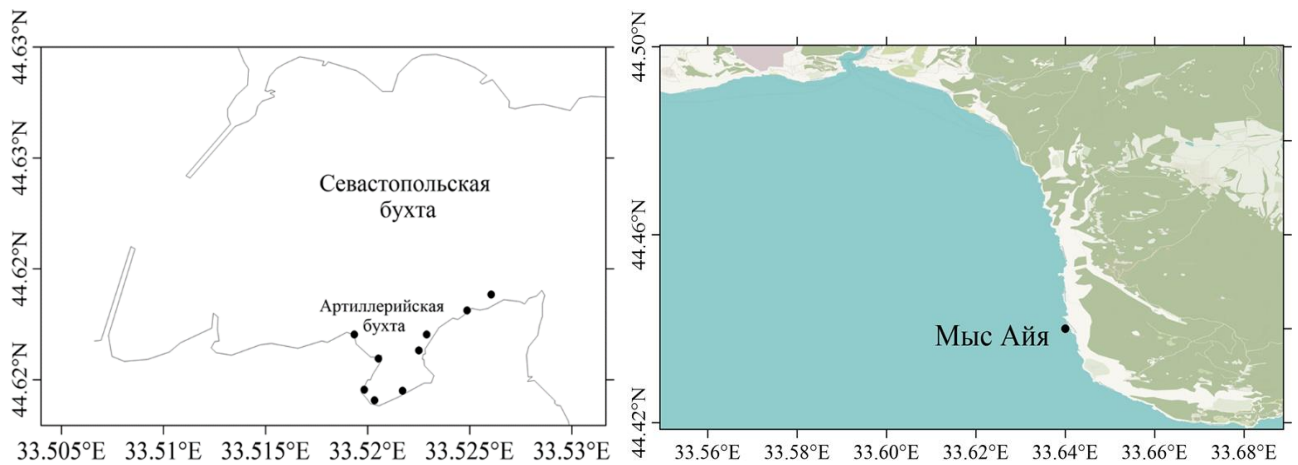 44.63°N
44.63°N
44.62°N
44.62°N
Севастопольская
бухта
Артиллерийская
бухта
33.505°E 33.51°E 33.515°E 33.52°E 33.525°E 33.53°E
44.50°N
44.46°N
44.42°N
Мыс Айя
33.56°E 33.58°E 33.60°E 33.62°E 33.64°E 33.66°E 33.68°E